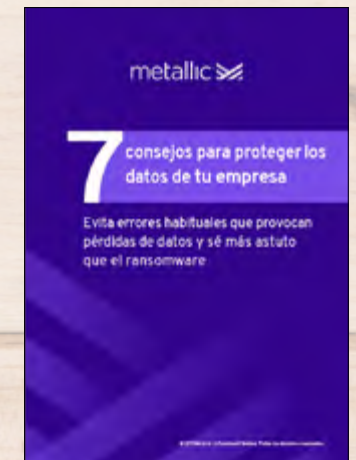 metallic
7
consejos para proteger los
datos de tu empresa
Evita errores habituales que provocan
pérdidas de datos y sé más astuto
que el ransomware